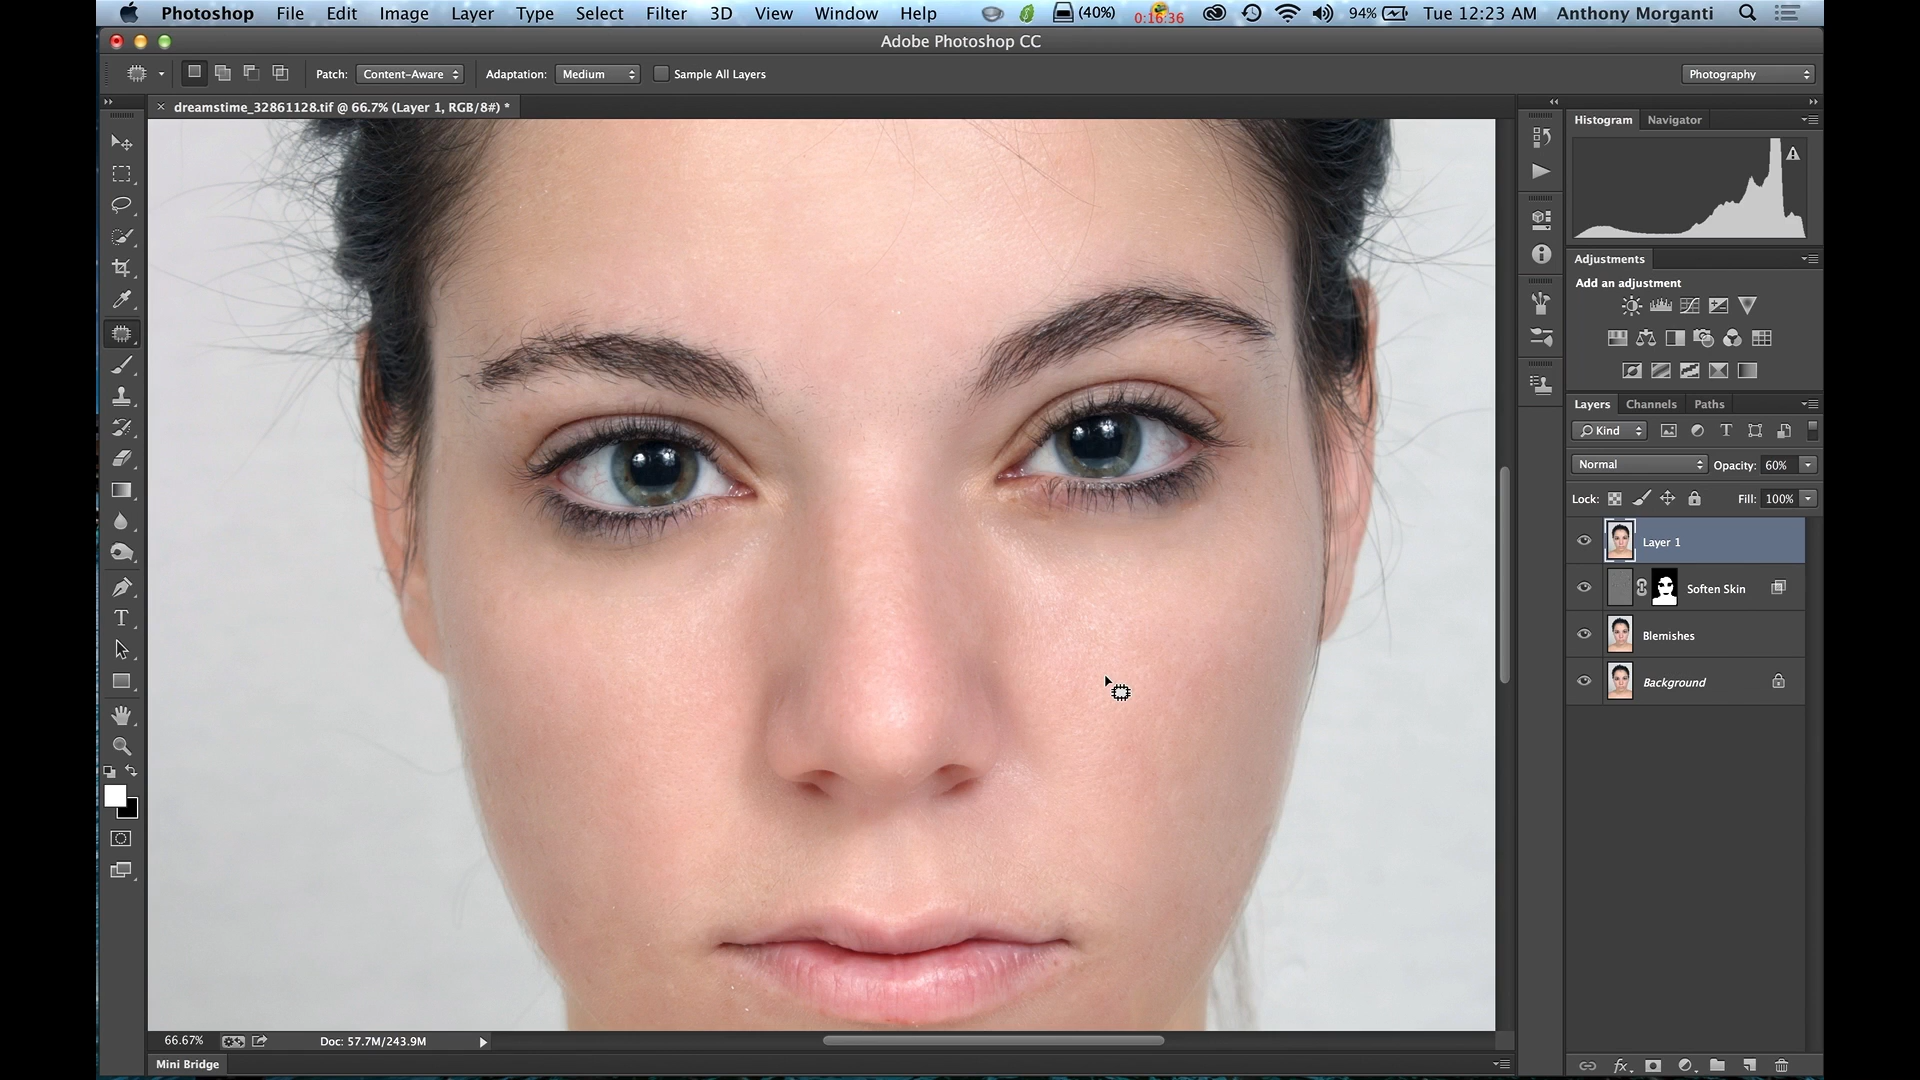 Photoshop File Edit Image Layer Type Select Filter 3D View Window Help (40%) 0:16:36 94% Tue 12:23 AM Anthony Morganti
Adobe Photoshop CC
Patch: Content-Aware Adaptation: Medium Sample All Layers Photography
dreamstime_32861128.tif @ 66.7% (Layer 1, RGB/8#) *
Histogram Navigator
Adjustments
Add an adjustment
Layers Channels Paths
Kind
Normal Opacity: 60%
Lock: Fill: 100%
Layer 1
Soften Skin
Blemishes
Background
66.67% Doc: 57.7M/243.9M
Mini Bridge